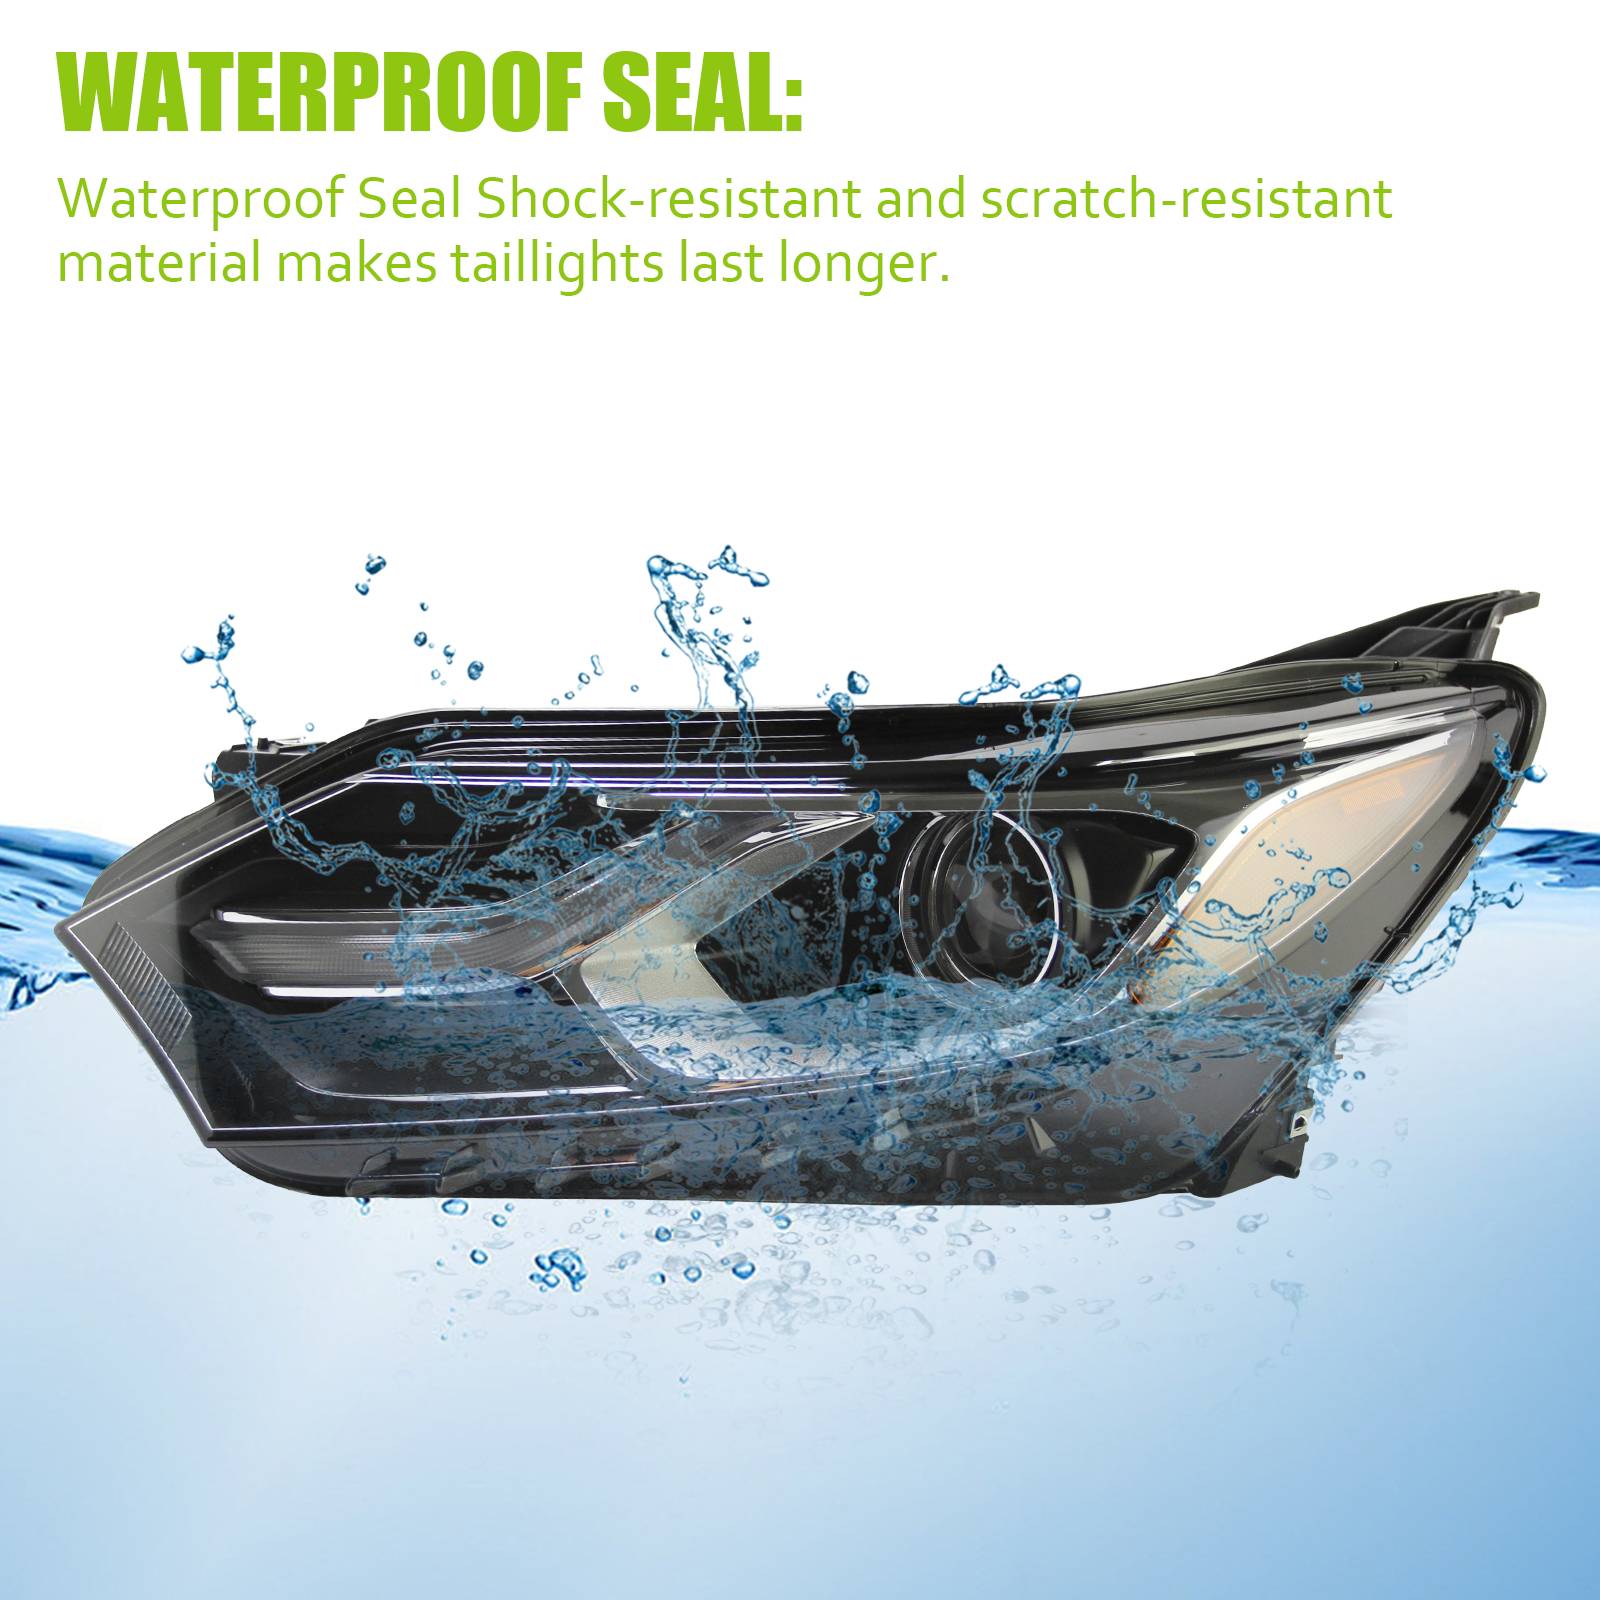 WATERPROOF SEAL:
Waterproof Seal Shock-resistant and scratch-resistant
material makes taillights last longer.